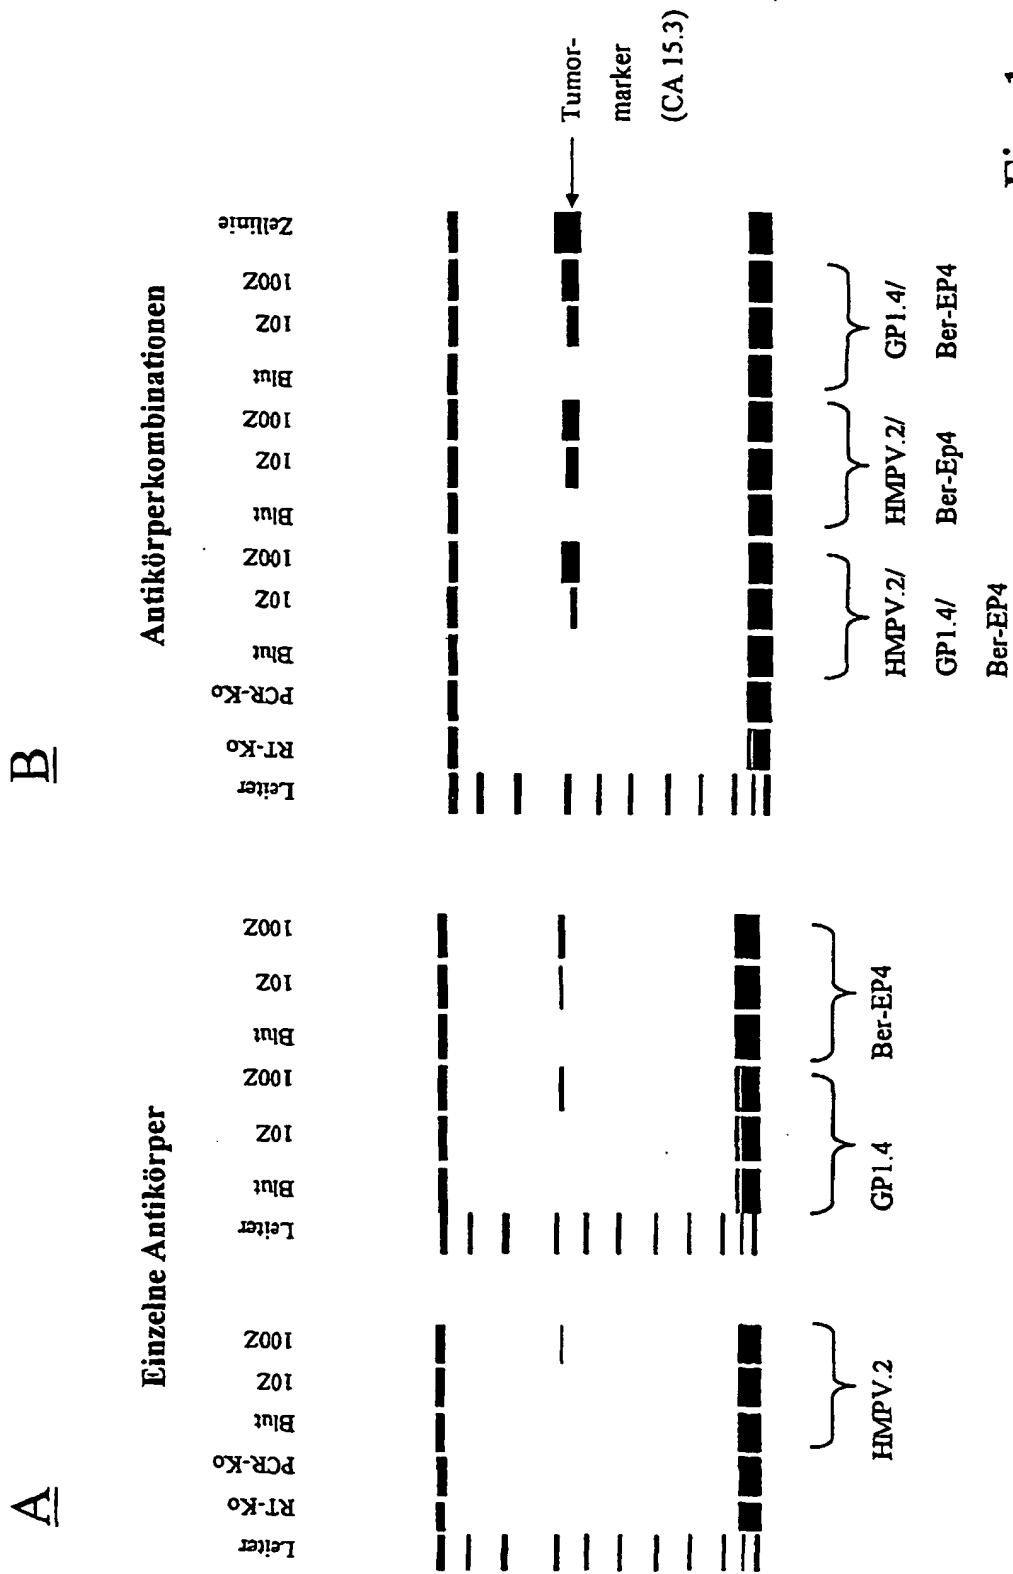 A
Einzelne Antikörper
Leiter
RT-Ko
PCR-Ko
Blut
10Z
100Z
Leiter
Blut
10Z
100Z
Blut
10Z
100Z
HMPV.2
GP1.4
Ber-EP4
B
Antikörperkombinationen
Leiter
RT-Ko
PCR-Ko
Blut
10Z
100Z
Blut
10Z
100Z
Blut
10Z
100Z
Zellinie
Tumor-
marker
(CA 15.3)
HMPV.2/
GP1.4/
Ber-EP4
HMPV.2/
Ber-Ep4
GP1.4/
Ber-EP4